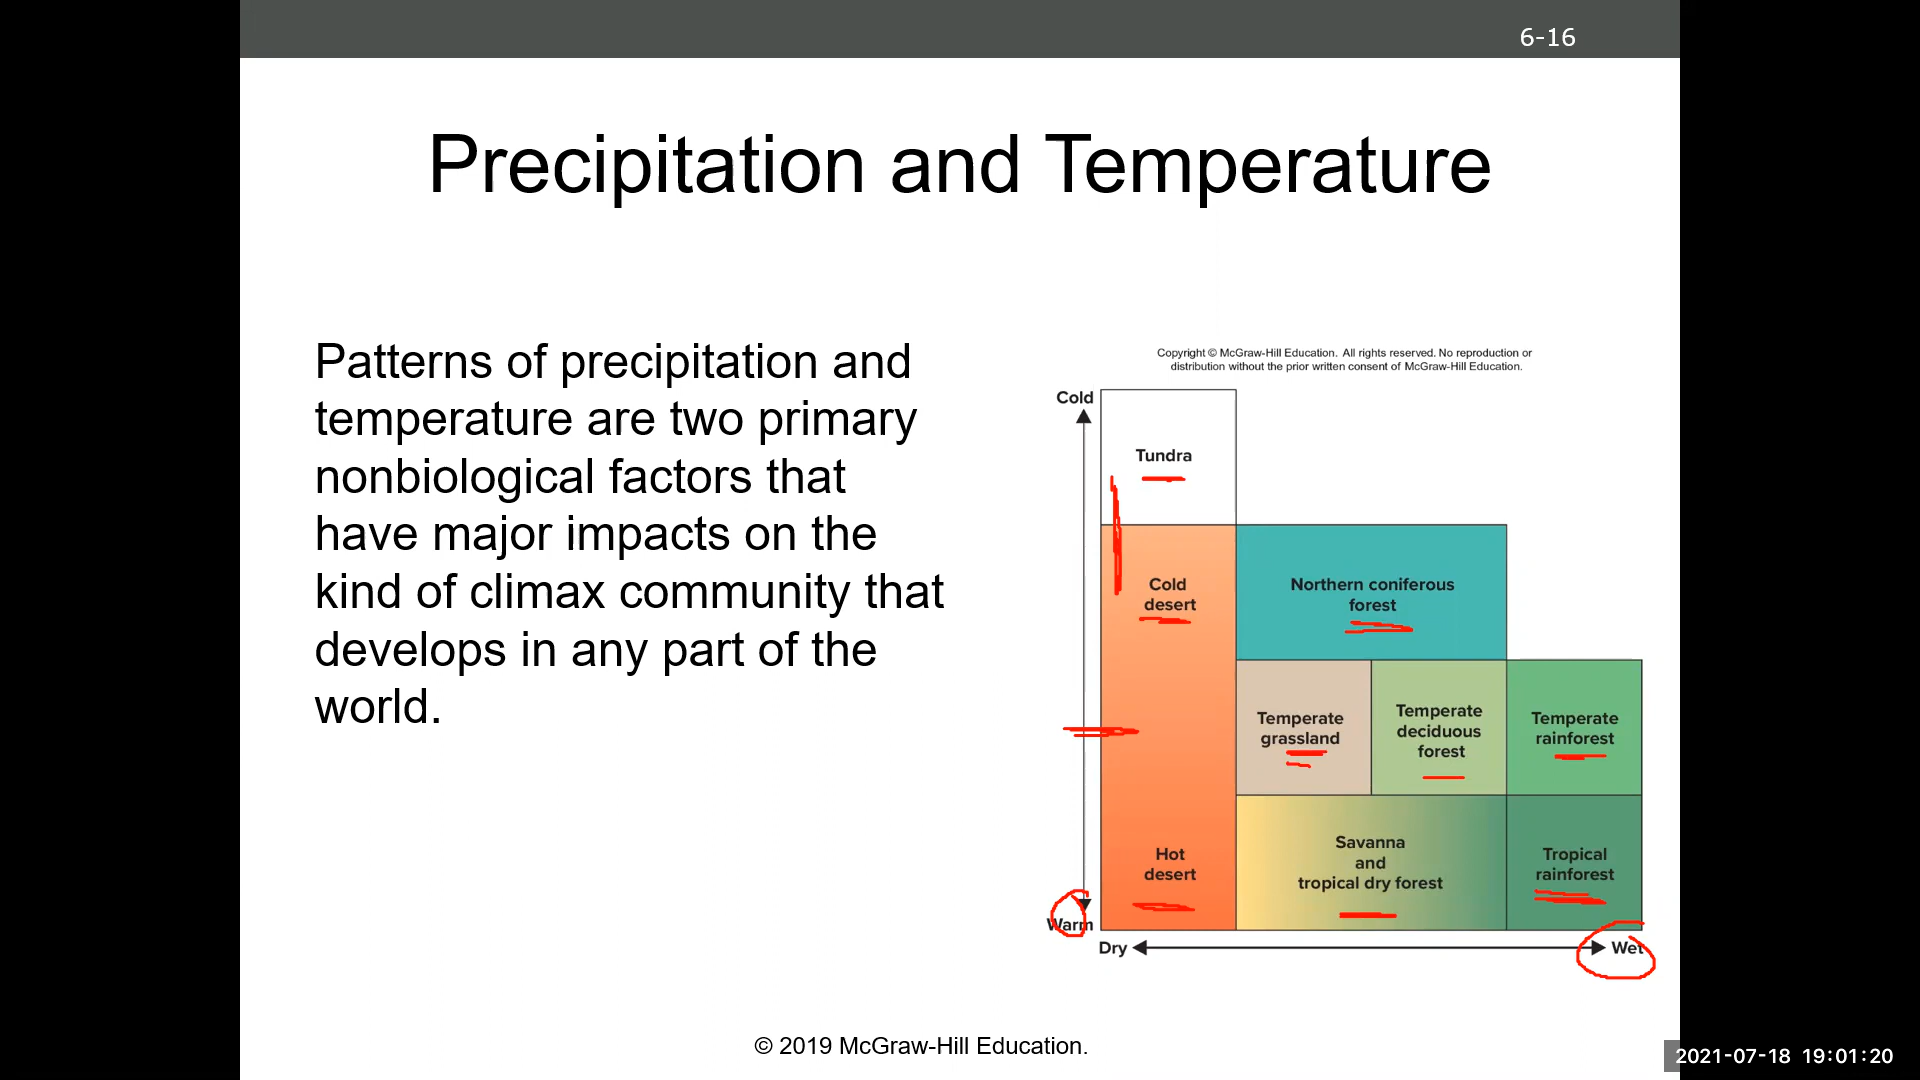 6-16
Precipitation and Temperature
Patterns of precipitation and
temperature are two primary
nonbiological factors that
have major impacts on the
kind of climax community that
develops in any part of the
world.
Copyright © McGraw-Hill Education. All rights reserved. No reproduction or
distribution without the prior written consent of McGraw-Hill Education.
Cold
Tundra
Cold
desert
Northern coniferous
forest
Temperate
grassland
Temperate
deciduous
forest
Temperate
rainforest
Hot
desert
Savanna
and
tropical dry forest
Tropical
rainforest
Warm
Dry
Wet
© 2019 McGraw-Hill Education.
2021-07-18 19:01:20